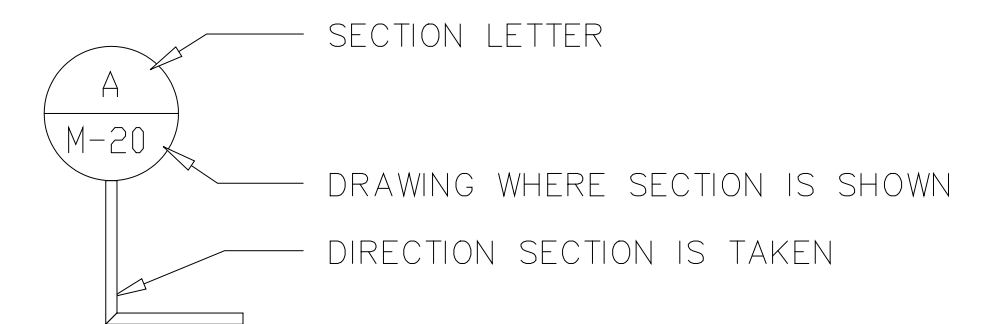 SECTION LETTER
A
M-20
DRAWING WHERE SECTION IS SHOWN
DIRECTION SECTION IS TAKEN